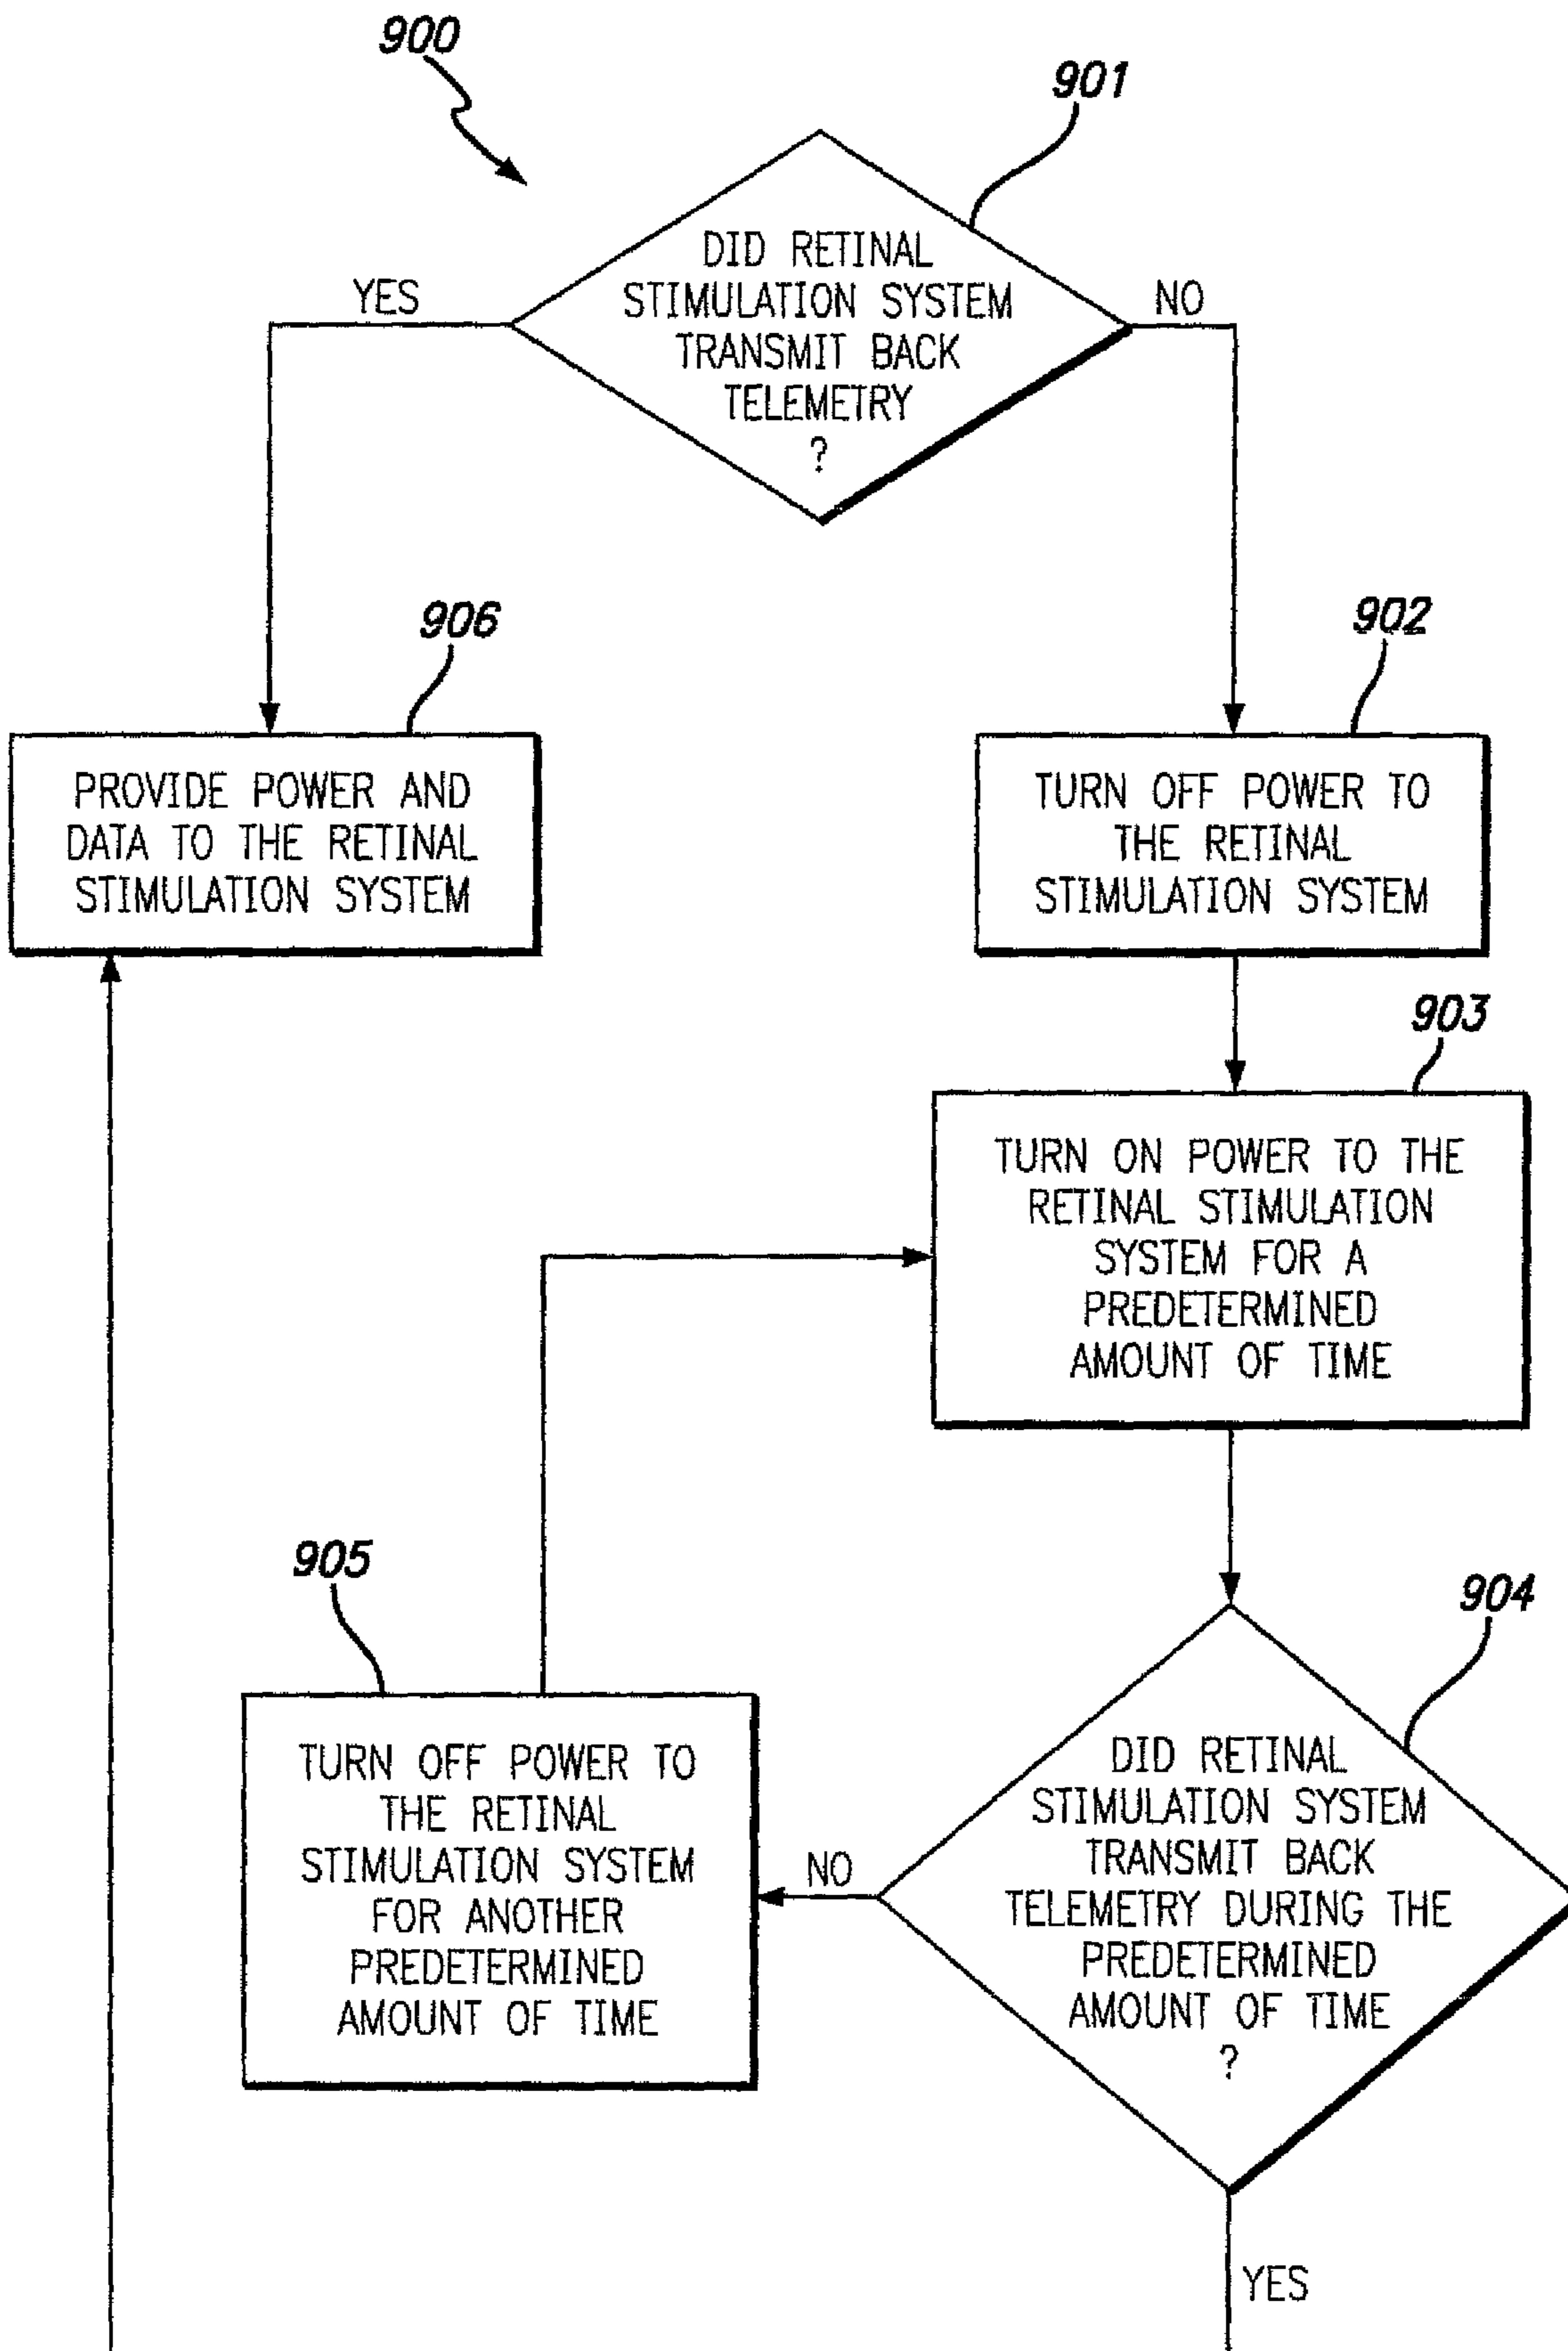 900
901
DID RETINAL
STIMULATION SYSTEM
TRANSMIT BACK
TELEMETRY
?
YES
NO
906
PROVIDE POWER AND
DATA TO THE RETINAL
STIMULATION SYSTEM
902
TURN OFF POWER TO
THE RETINAL
STIMULATION SYSTEM
903
TURN ON POWER TO THE
RETINAL STIMULATION
SYSTEM FOR A
PREDETERMINED
AMOUNT OF TIME
904
DID RETINAL
STIMULATION SYSTEM
TRANSMIT BACK
TELEMETRY DURING THE
PREDETERMINED
AMOUNT OF TIME
?
NO
905
TURN OFF POWER TO
THE RETINAL
STIMULATION SYSTEM
FOR ANOTHER
PREDETERMINED
AMOUNT OF TIME
YES